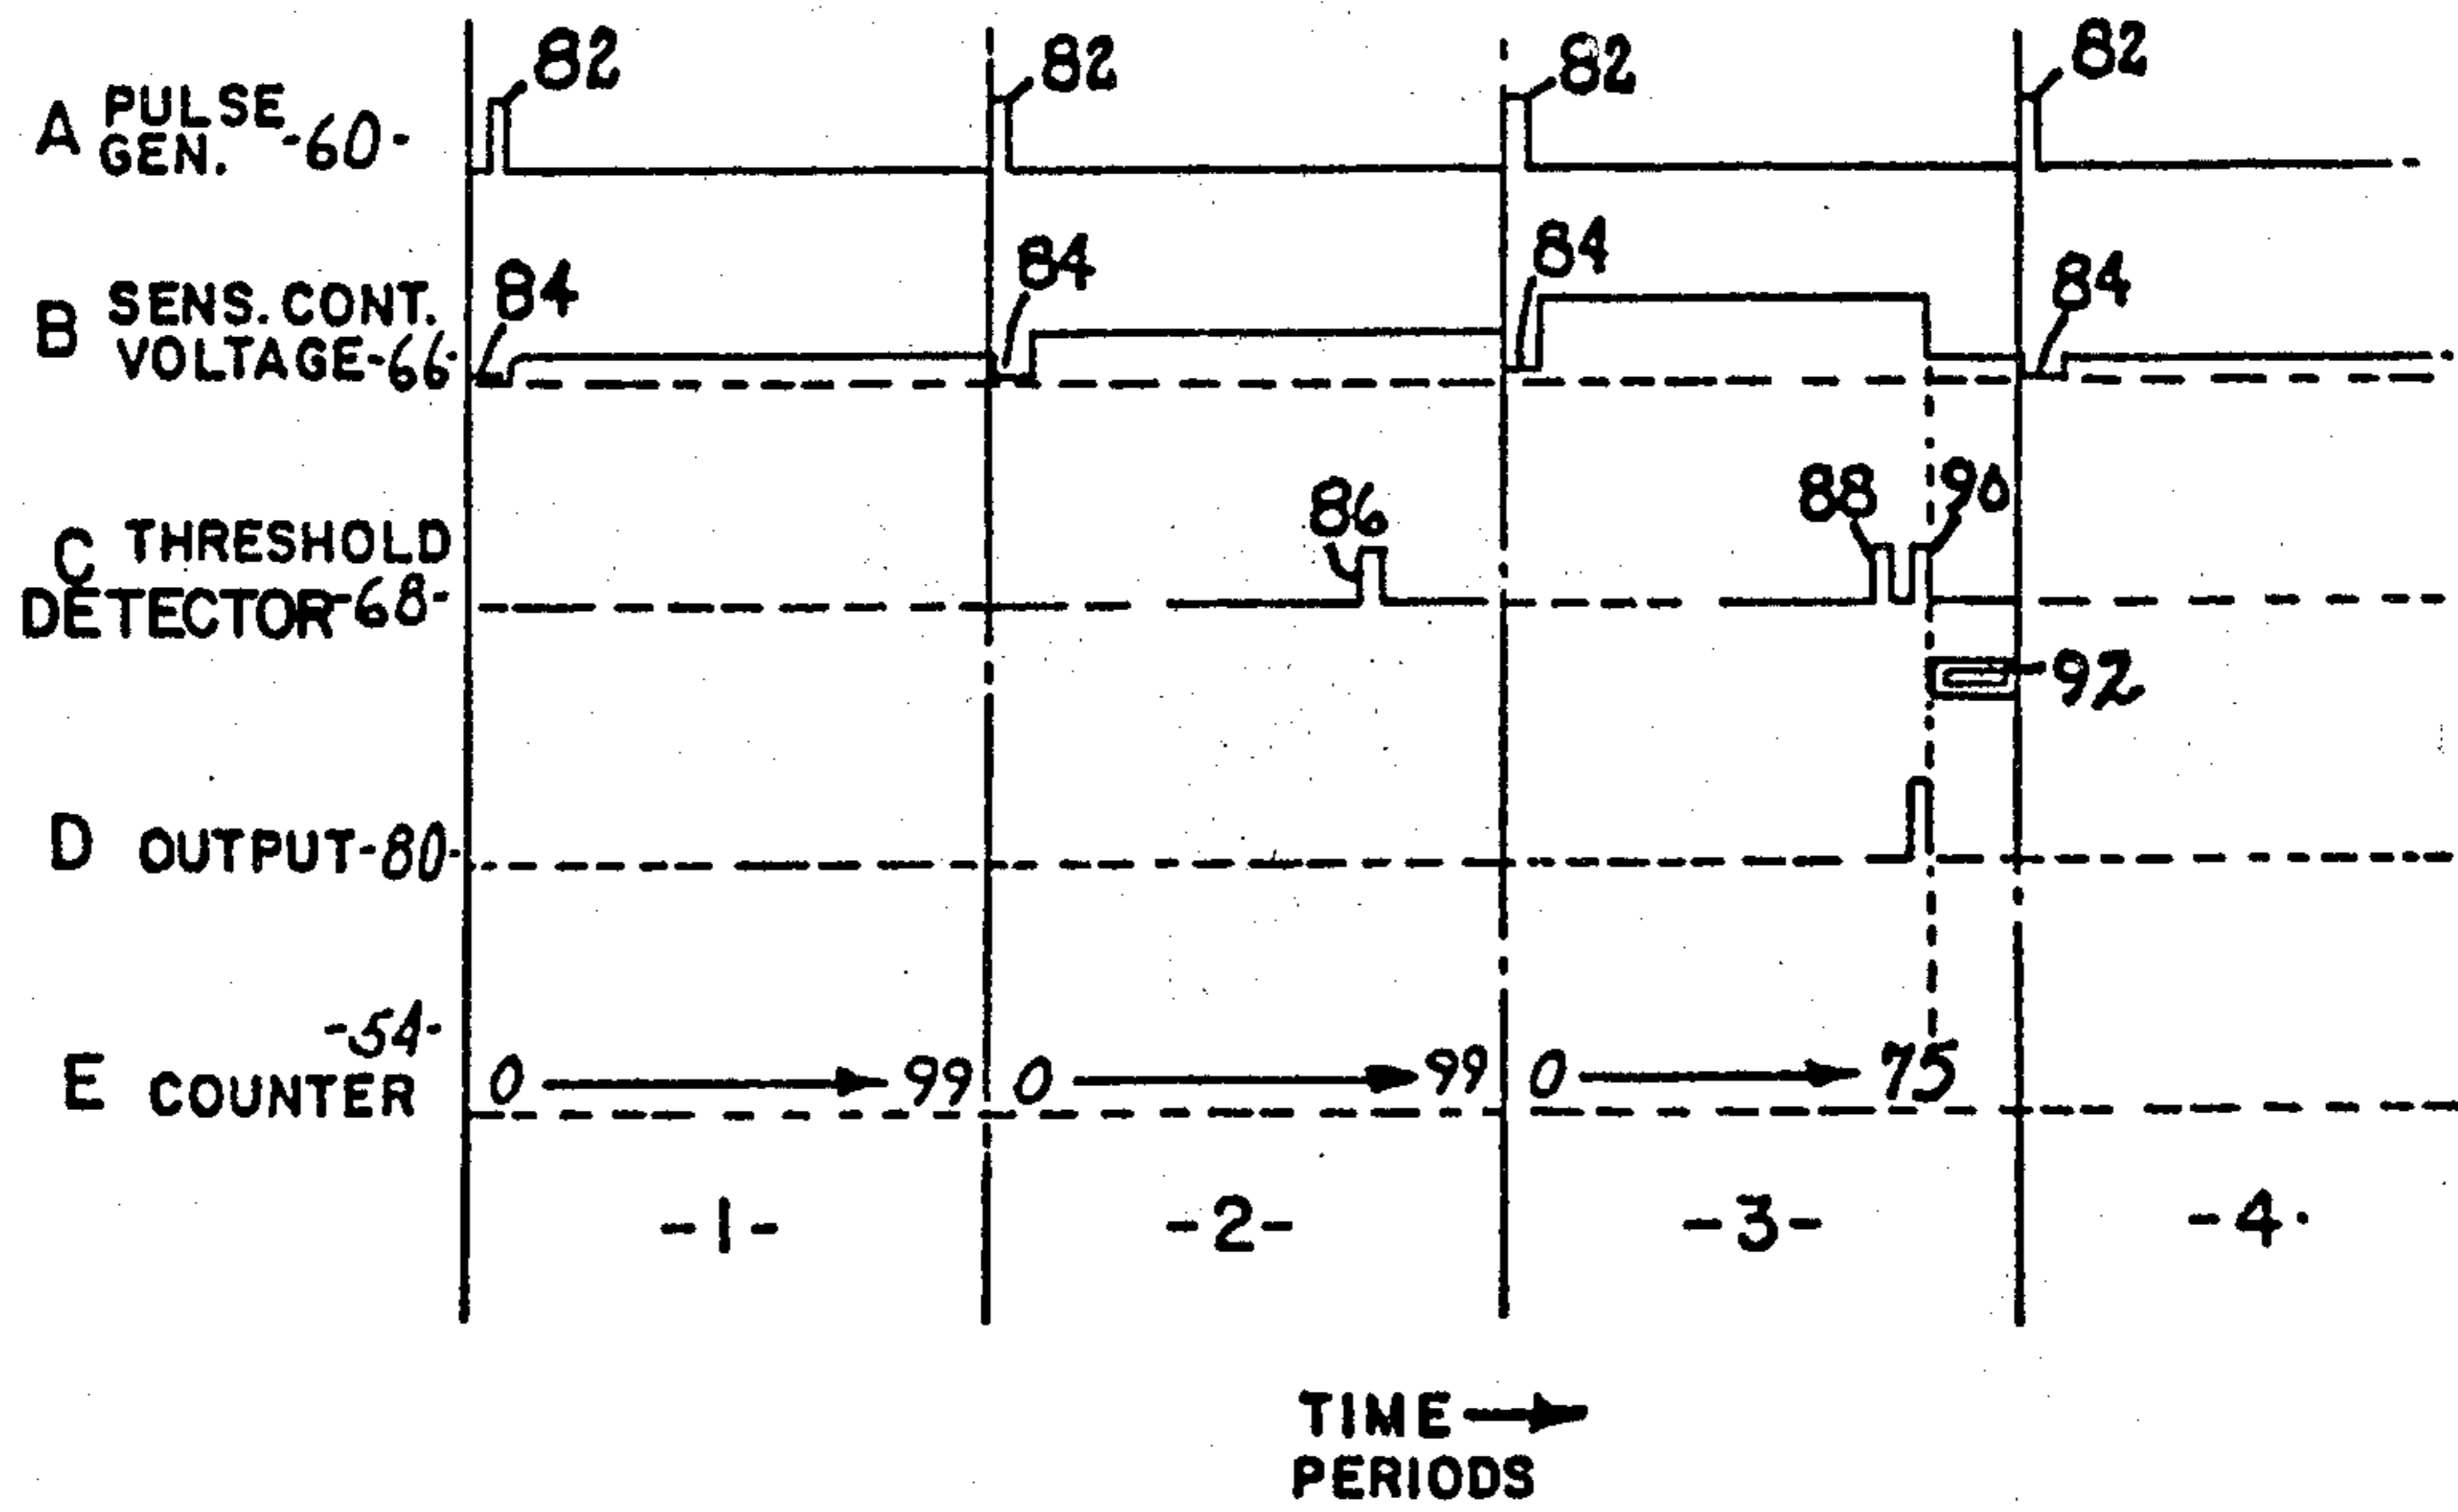 82 82 82 82
A PULSE GEN. -60-
84 84 84 84
B SENS. CONT. VOLTAGE-66-
86 88 90
C THRESHOLD DETECTOR-68-
92
D OUTPUT-80-
-54-
E COUNTER 0 99 0 99 0 75
-1- -2- -3- -4-
TIME
PERIODS